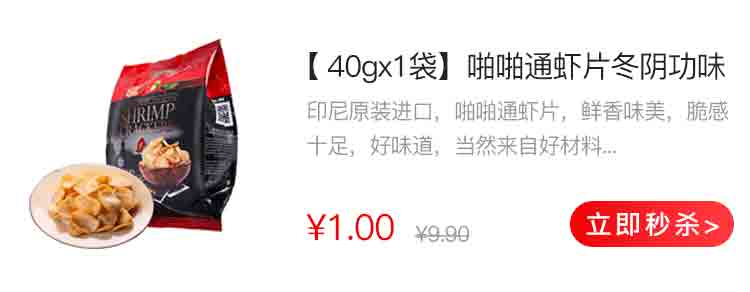 【 40gx1袋】啪啪通虾片冬阴功味
印尼原装进口，啪啪通虾片，鲜香味美，脆感
十足，好味道，当然来自好材料...
SHRIMP
¥1.00 ¥9.90
立即秒杀>